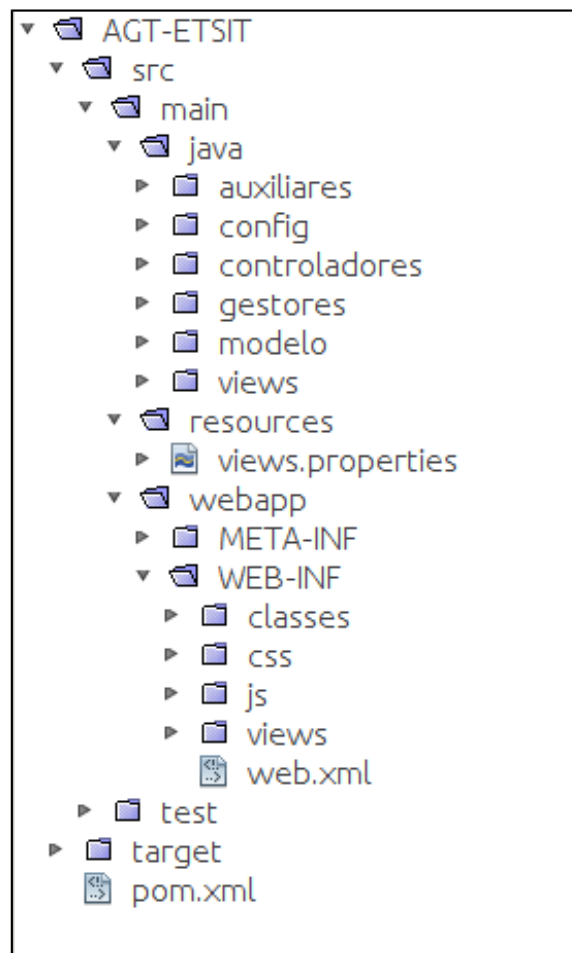 AGT-ETSIT
src
main
java
auxiliares
config
controladores
gestores
modelo
views
resources
views.properties
webapp
META-INF
WEB-INF
classes
css
js
views
web.xml
test
target
pom.xml